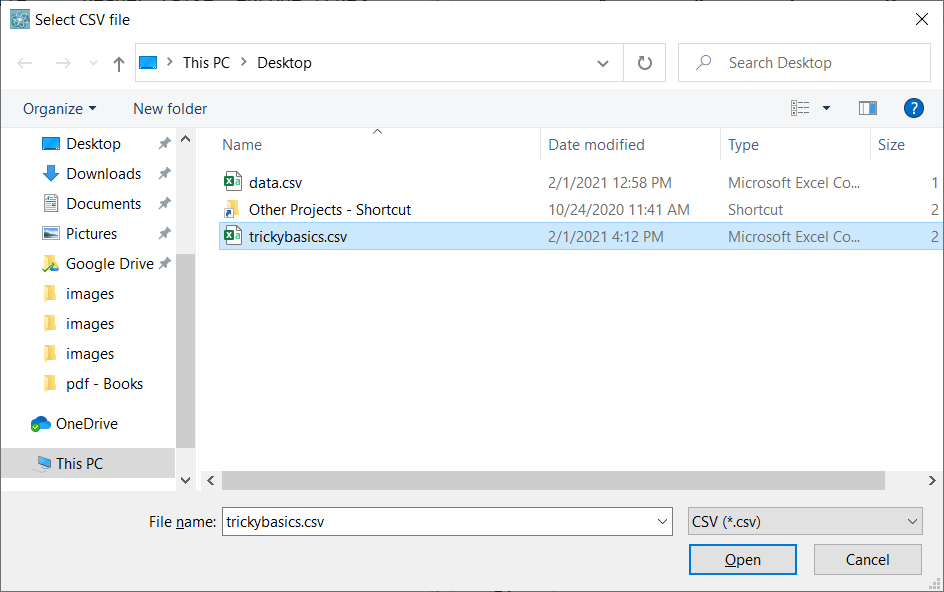 Select CSV file
This PC > Desktop
Search Desktop
Organize
New folder
?
Desktop
Downloads
Documents
Pictures
Google Drive
images
images
images
pdf - Books
OneDrive
This PC
Name Date modified Type Size
data.csv 2/1/2021 12:58 PM Microsoft Excel Co... 1
Other Projects - Shortcut 10/24/2020 11:41 AM Shortcut 2
trickybasics.csv 2/1/2021 4:12 PM Microsoft Excel Co... 2
File name: trickybasics.csv CSV (*.csv)
Open Cancel